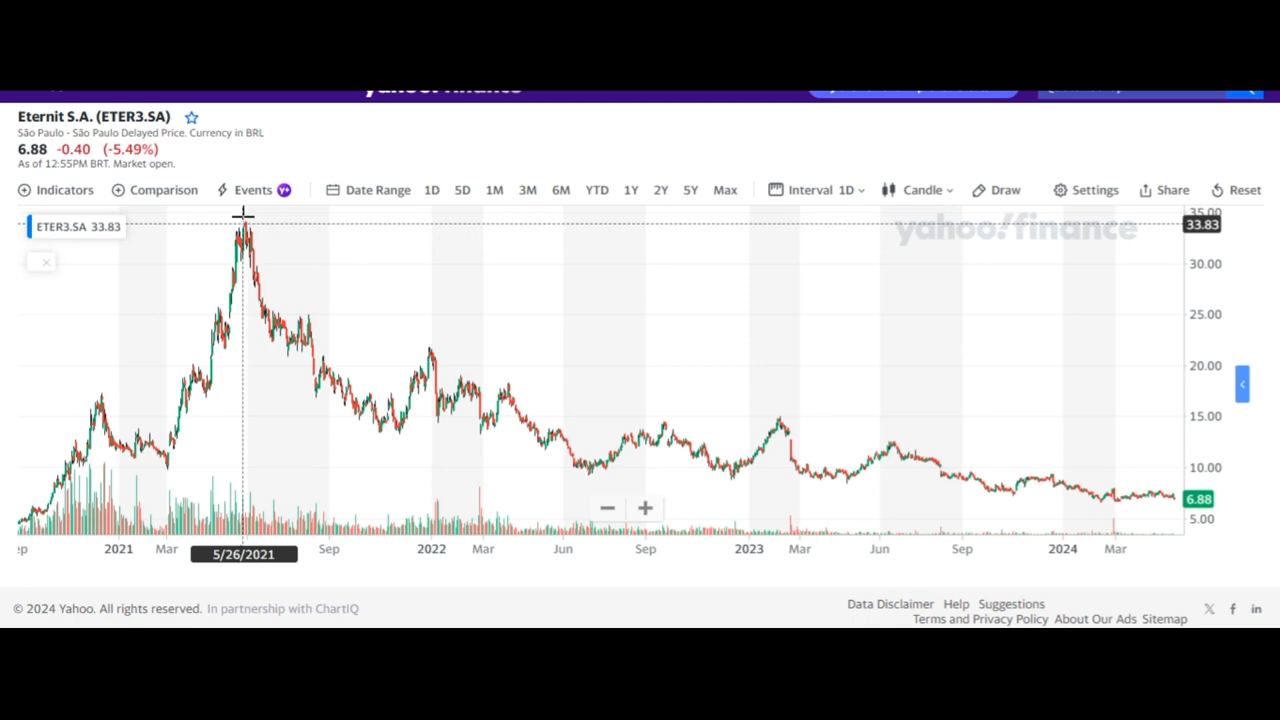 Eternit S.A. (ETER3.SA)
São Paulo - São Paulo Delayed Price. Currency in BRL
6.88 -0.40 (-5.49%)
As of 12:55PM BRT. Market open.
Indicators Comparison Events Y+ Date Range 1D 5D 1M 3M 6M YTD 1Y 2Y 5Y Max Interval 1D Candle Draw Settings Share Reset
ETER3.SA 33.83
yahoo!finance
35.00
33.83
30.00
25.00
20.00
15.00
10.00
6.88
5.00
2021 Mar 5/26/2021 Sep 2022 Mar Jun Sep 2023 Mar Jun Sep 2024 Mar
© 2024 Yahoo. All rights reserved. In partnership with ChartIQ
Data Disclaimer Help Suggestions
Terms and Privacy Policy About Our Ads Sitemap